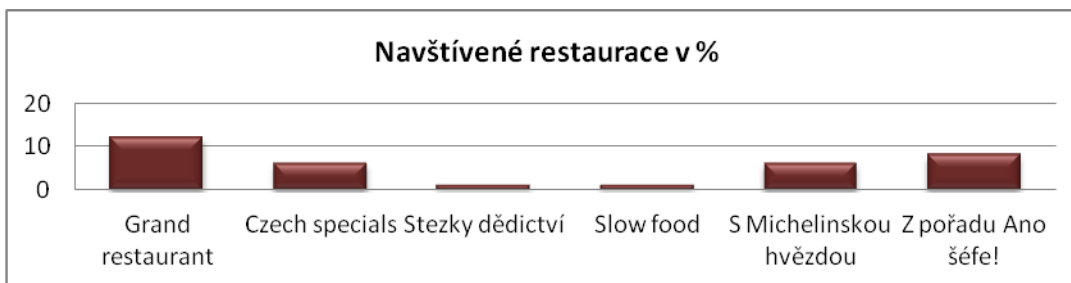 Navštívené restaurace v %
20
10
0
Grand restaurant
Czech specials
Stezky dědictví
Slow food
S Michelinskou hvězdou
Z pořadu Ano šéfe!